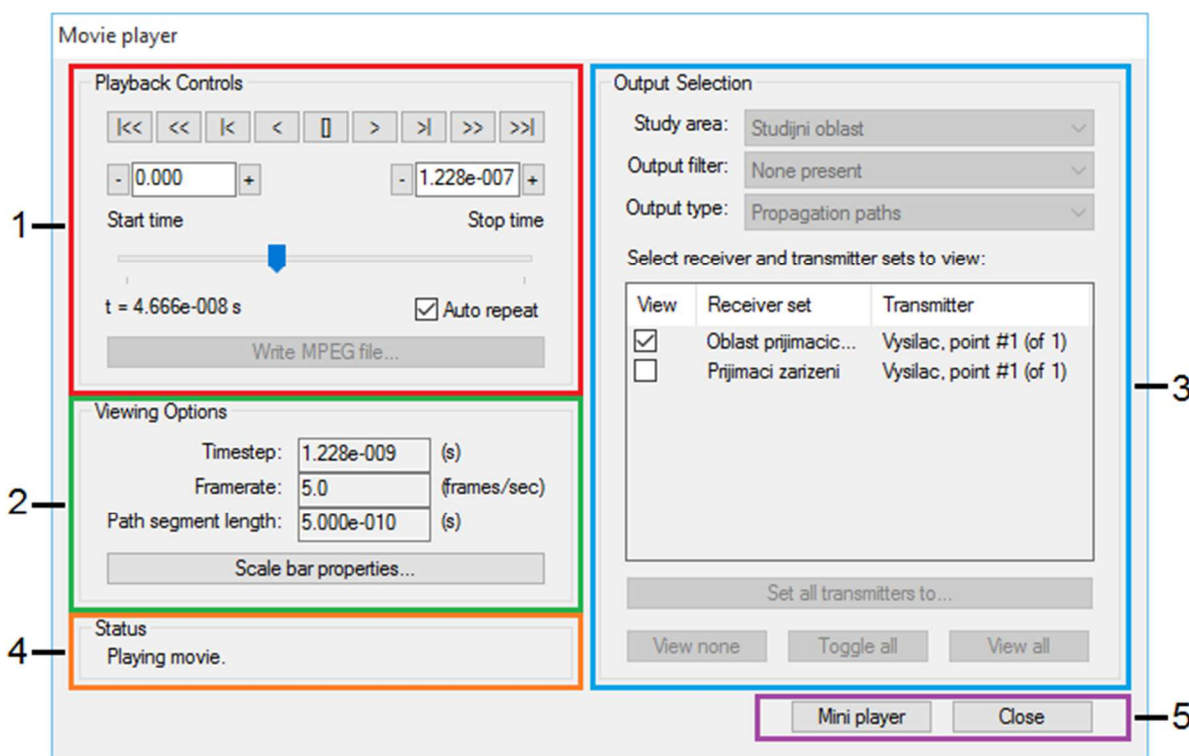 Movie player
Playback Controls
|<< << |< < [] > >| >> >>|
- 0.000 + - 1.228e-007 +
Start time Stop time
t = 4.666e-008 s Auto repeat
Write MPEG file...
1
Viewing Options
Timestep: 1.228e-009 (s)
Framerate: 5.0 (frames/sec)
Path segment length: 5.000e-010 (s)
Scale bar properties...
2
Status
Playing movie.
4
Output Selection
Study area: Studijni oblast
Output filter: None present
Output type: Propagation paths
Select receiver and transmitter sets to view:
View Receiver set Transmitter
Oblast prijimacic... Vysilac, point #1 (of 1)
Prijimaci zarizeni Vysilac, point #1 (of 1)
Set all transmitters to...
View none Toggle all View all
3
Mini player Close
5